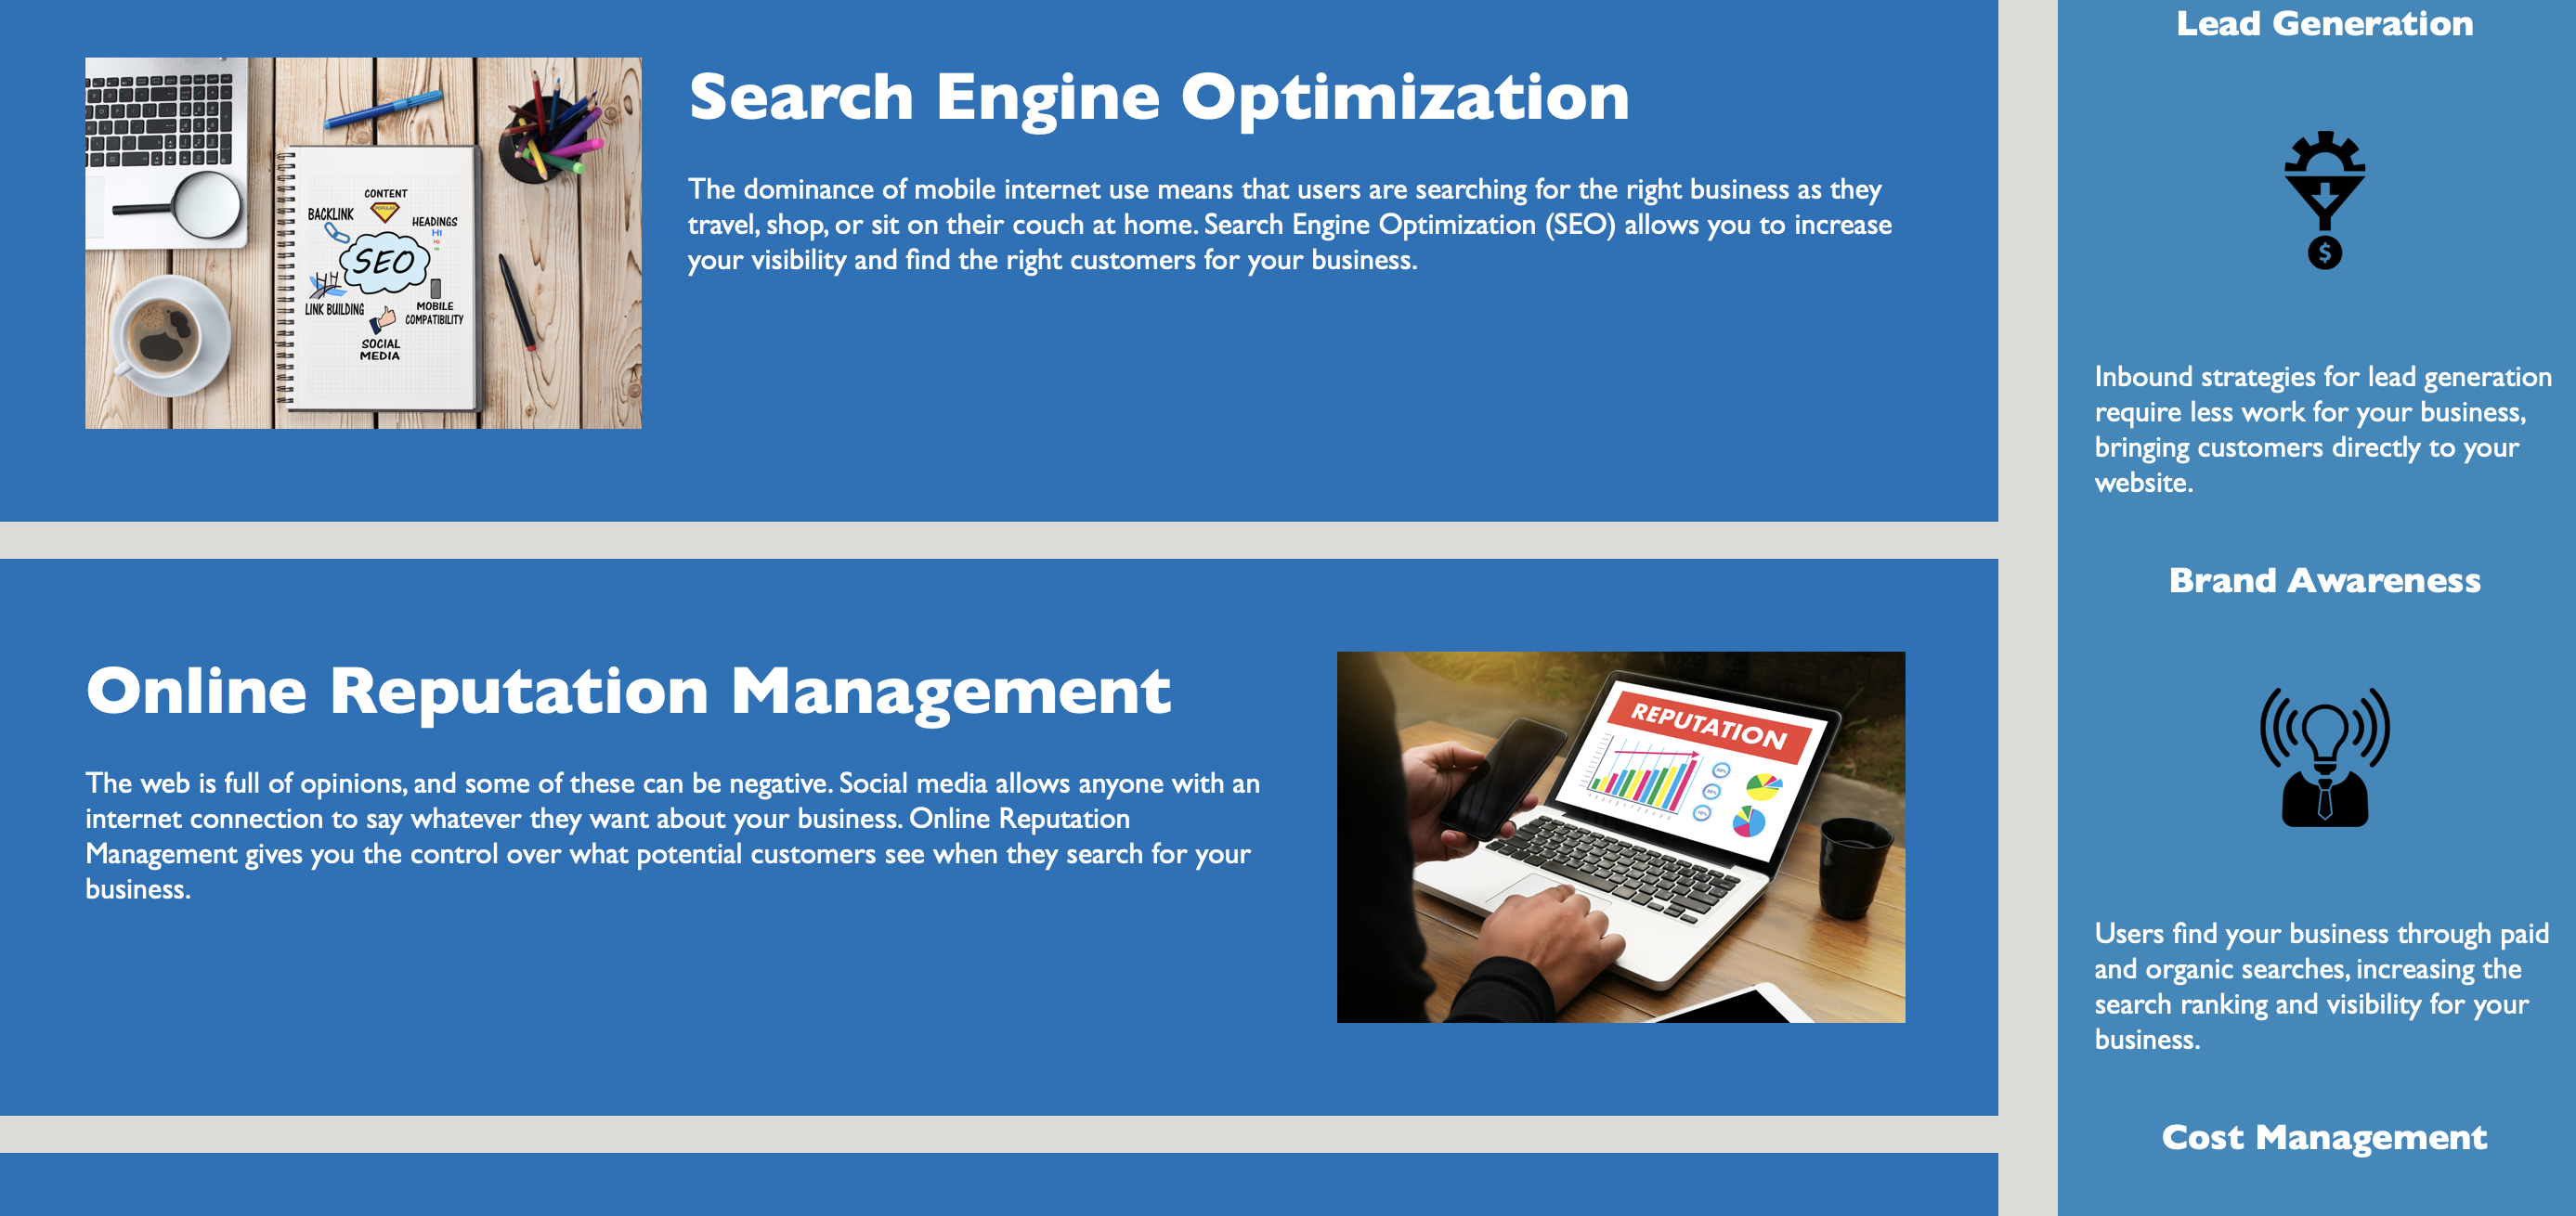 Search Engine Optimization
The dominance of mobile internet use means that users are searching for the right business as they
travel, shop, or sit on their couch at home. Search Engine Optimization (SEO) allows you to increase
your visibility and find the right customers for your business.
CONTENT
POPULAR
BACKLINK
HEADINGS
H1
H2
SEO
LINK BUILDING
MOBILE
COMPATIBILITY
SOCIAL
MEDIA
Online Reputation Management
The web is full of opinions, and some of these can be negative. Social media allows anyone with an
internet connection to say whatever they want about your business. Online Reputation
Management gives you the control over what potential customers see when they search for your
business.
REPUTATION
Lead Generation
$
Inbound strategies for lead generation
require less work for your business,
bringing customers directly to your
website.
Brand Awareness
Users find your business through paid
and organic searches, increasing the
search ranking and visibility for your
business.
Cost Management